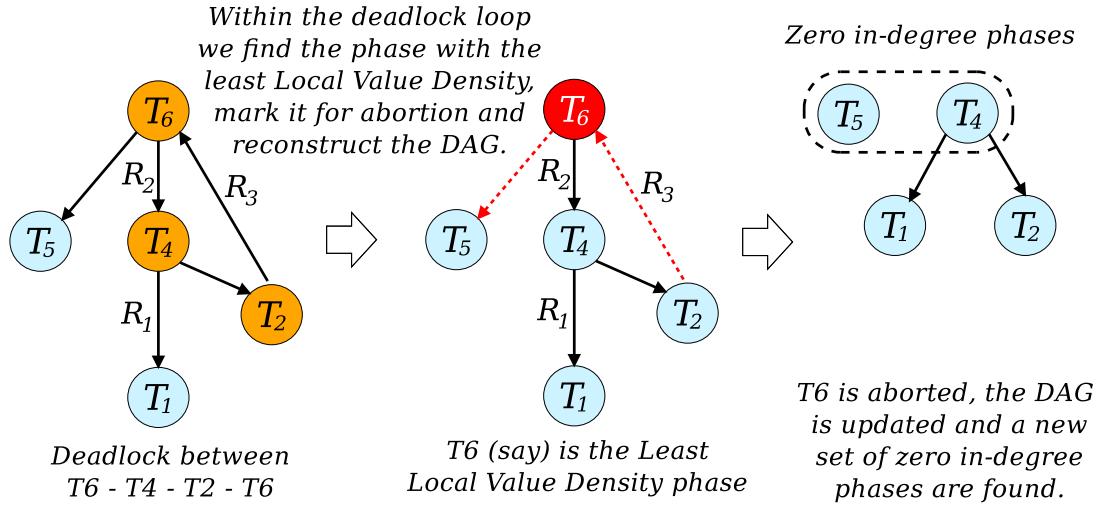 Within the deadlock loop
we find the phase with the
least Local Value Density,
mark it for abortion and
reconstruct the DAG.
Zero in-degree phases
T6
R2
R3
T5
T4
R1
T2
T1
Deadlock between
T6 - T4 - T2 - T6
T6
R2
R3
T5
T4
R1
T2
T1
T6 (say) is the Least
Local Value Density phase
T5
T4
T1
T2
T6 is aborted, the DAG
is updated and a new
set of zero in-degree
phases are found.